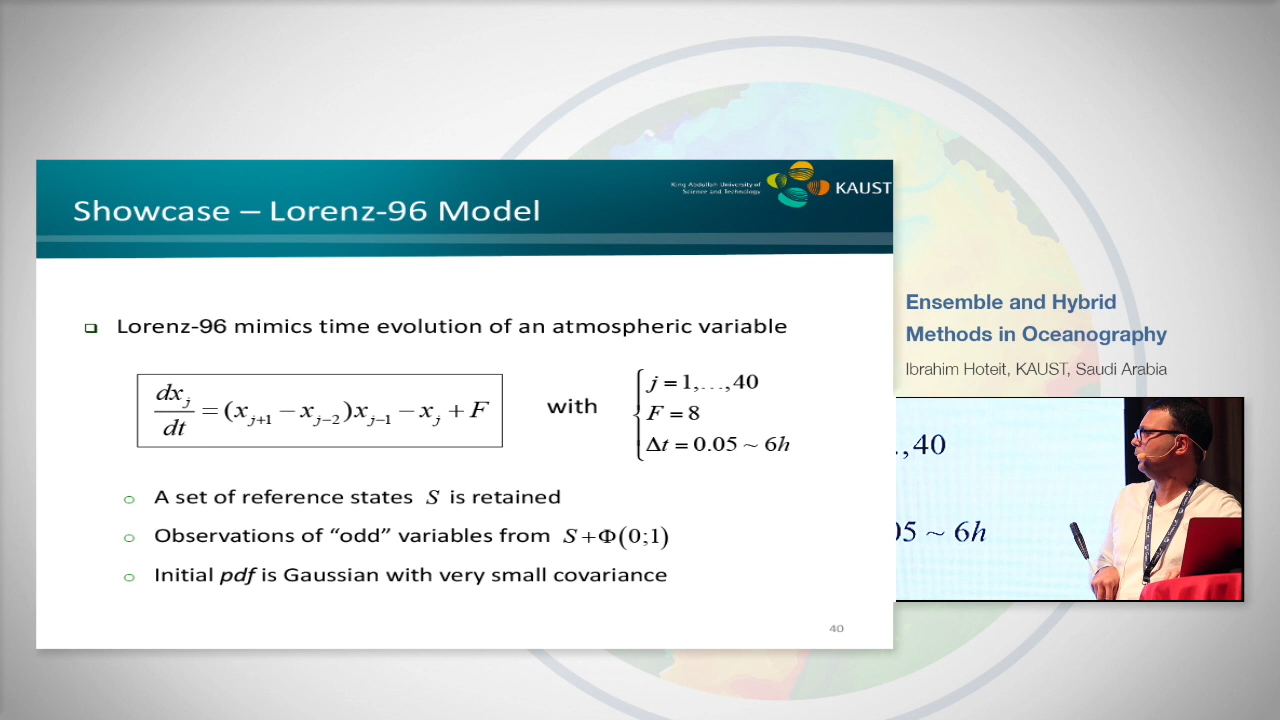 King Abdullah University of
Science and Technology
KAUST
Showcase – Lorenz-96 Model
Lorenz-96 mimics time evolution of an atmospheric variable
dx_j/dt = (x_{j+1} − x_{j−2})x_{j−1} − x_j + F
with
j = 1,…,40
F = 8
Δt = 0.05 ~ 6h
A set of reference states S is retained
Observations of “odd” variables from S+Φ(0;1)
Initial pdf is Gaussian with very small covariance
40
Ensemble and Hybrid
Methods in Oceanography
Ibrahim Hoteit, KAUST, Saudi Arabia
.,40
05 ~ 6h